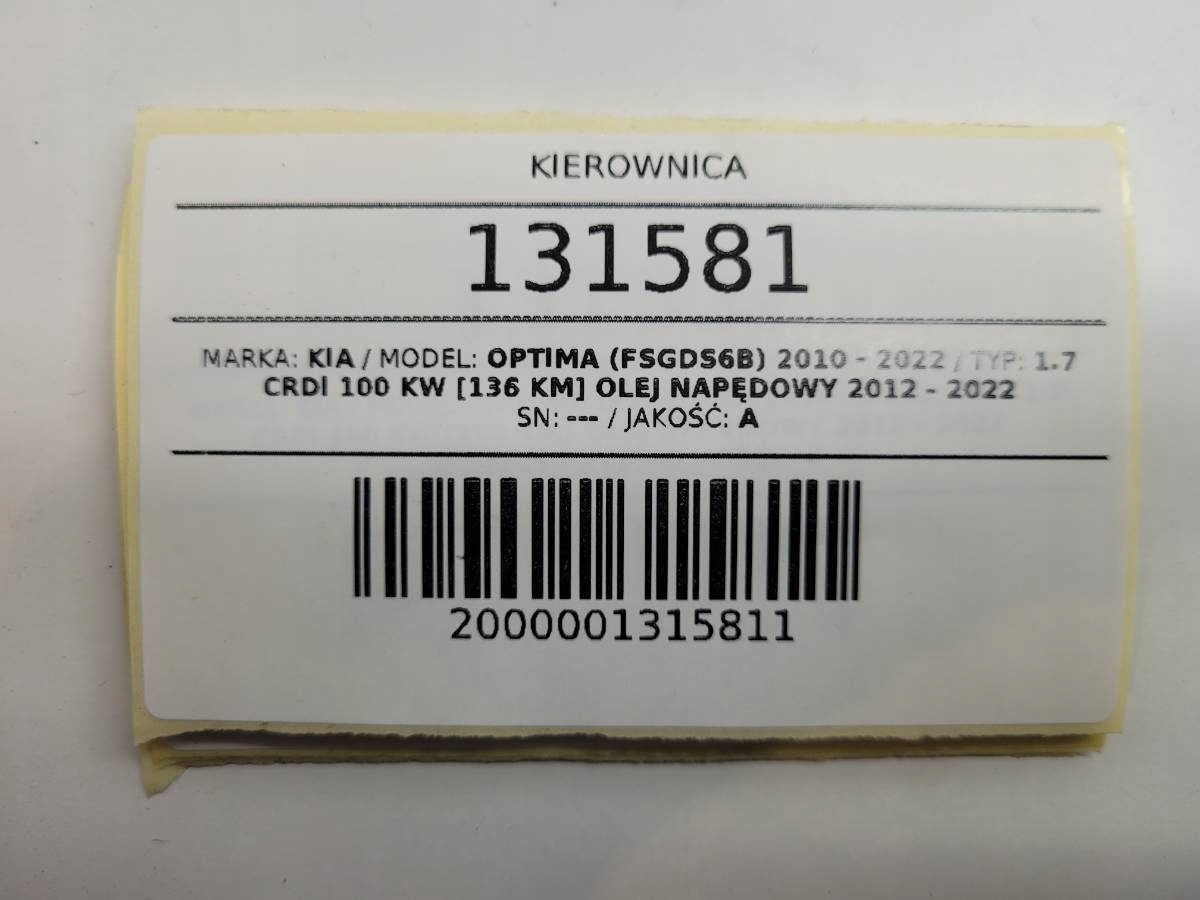 KIEROWNICA
131581
MARKA: KIA / MODEL: OPTIMA (FSGDS6B) 2010 - 2022 / TYP: 1.7
CRDI 100 KW [136 KM] OLEJ NAPĘDOWY 2012 - 2022
SN: --- / JAKOŚĆ: A
2000001315811